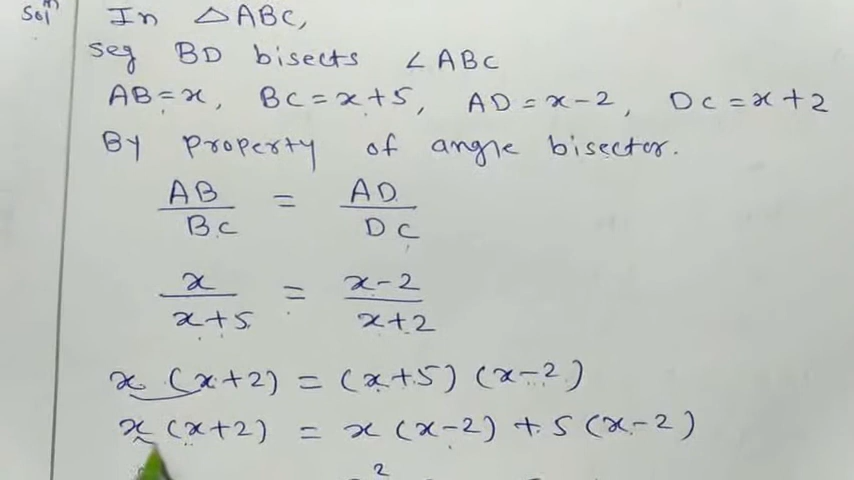 Solⁿ In △ABC,
seg BD bisects ∠ABC
AB = x, BC = x+5, AD = x-2, DC = x+2
By property of angle bisector.
AB/BC = AD/DC
x/x+5 = x-2/x+2
x (x+2) = (x+5) (x-2)
x (x+2) = x (x-2) + 5 (x-2)
2